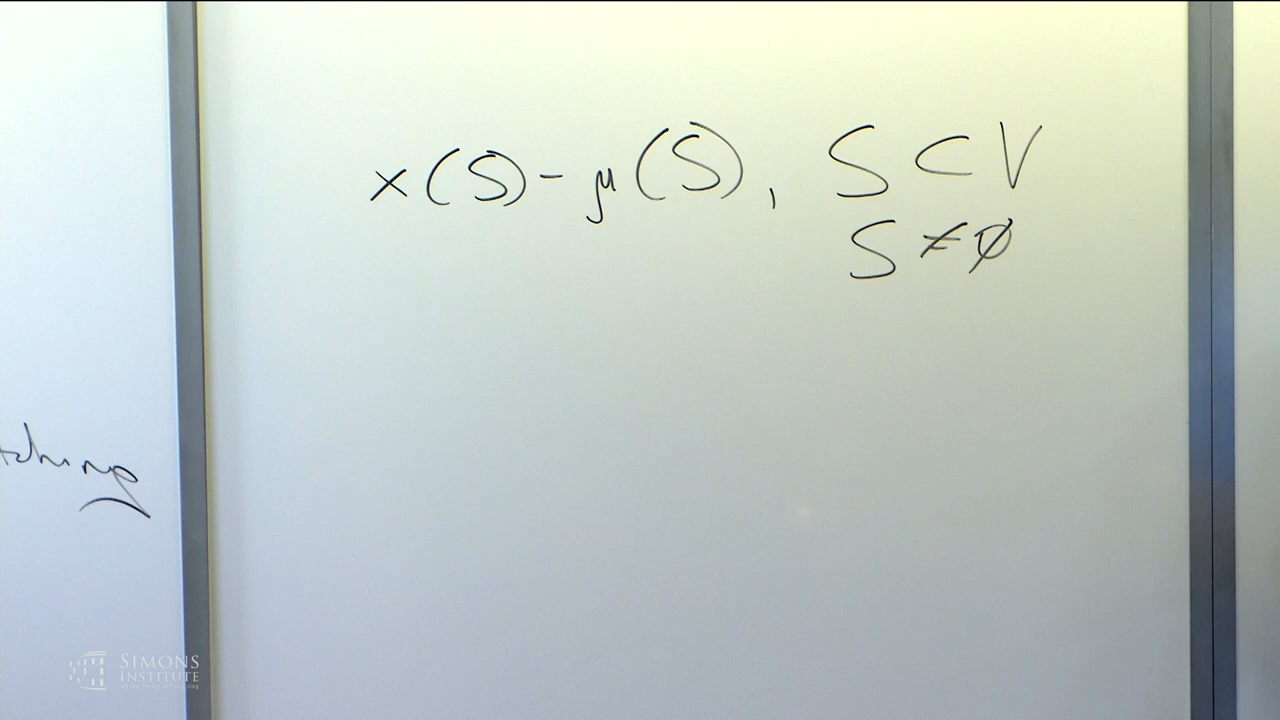 x(S) - μ(S), S ⊂ V
S ≠ ∅
SIMONS
INSTITUTE